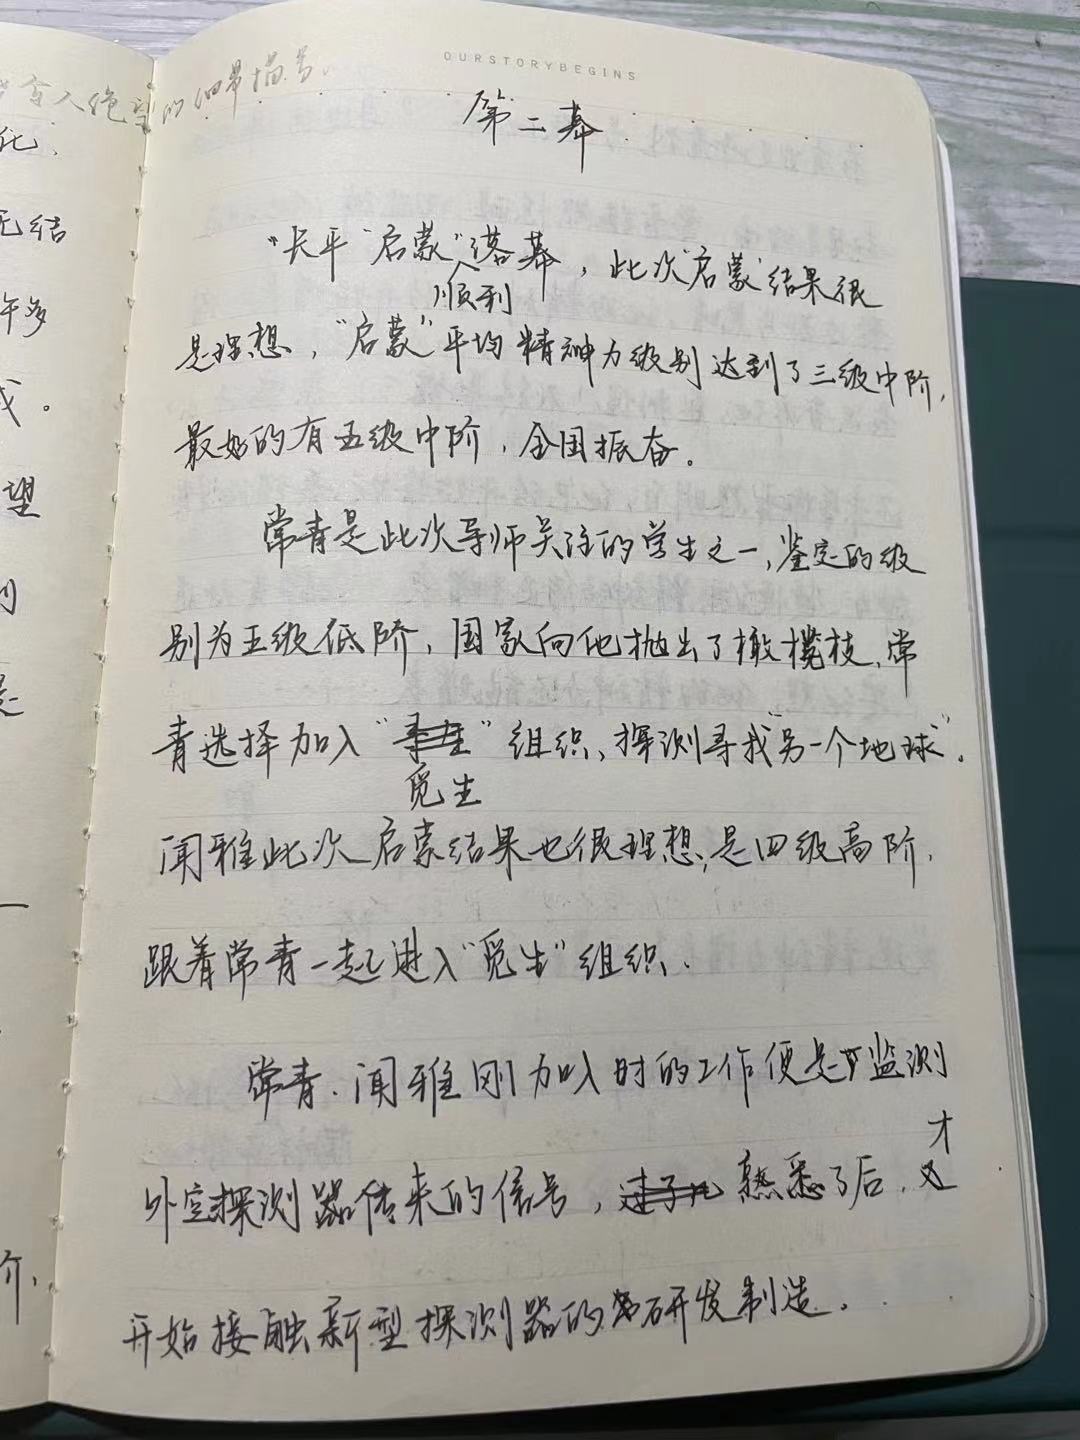 OURSTORYBEGINS
第二幕
"长平"启蒙"顺利落幕，此次"启蒙"结果很
是理想，"启蒙"平均精神力级别达到了三级中阶，
最好的有五级中阶，全国振奋。
常青是此次导师关注的学生之一，鉴定的级
别为五级低阶，国家向他抛出了橄榄枝，常
青选择加入"觅生"组织、探测寻找"另一个地球"。
闻雅此次启蒙结果也很理想，是四级高阶，
跟着常青一起进入"觅生"组织、
常青、闻雅刚加入时的工作便是监测
外空探测器传来的信号，熟悉了后，才
开始接触新型探测器的研发制造。
化、
无结
许多
成。
望
是
介，